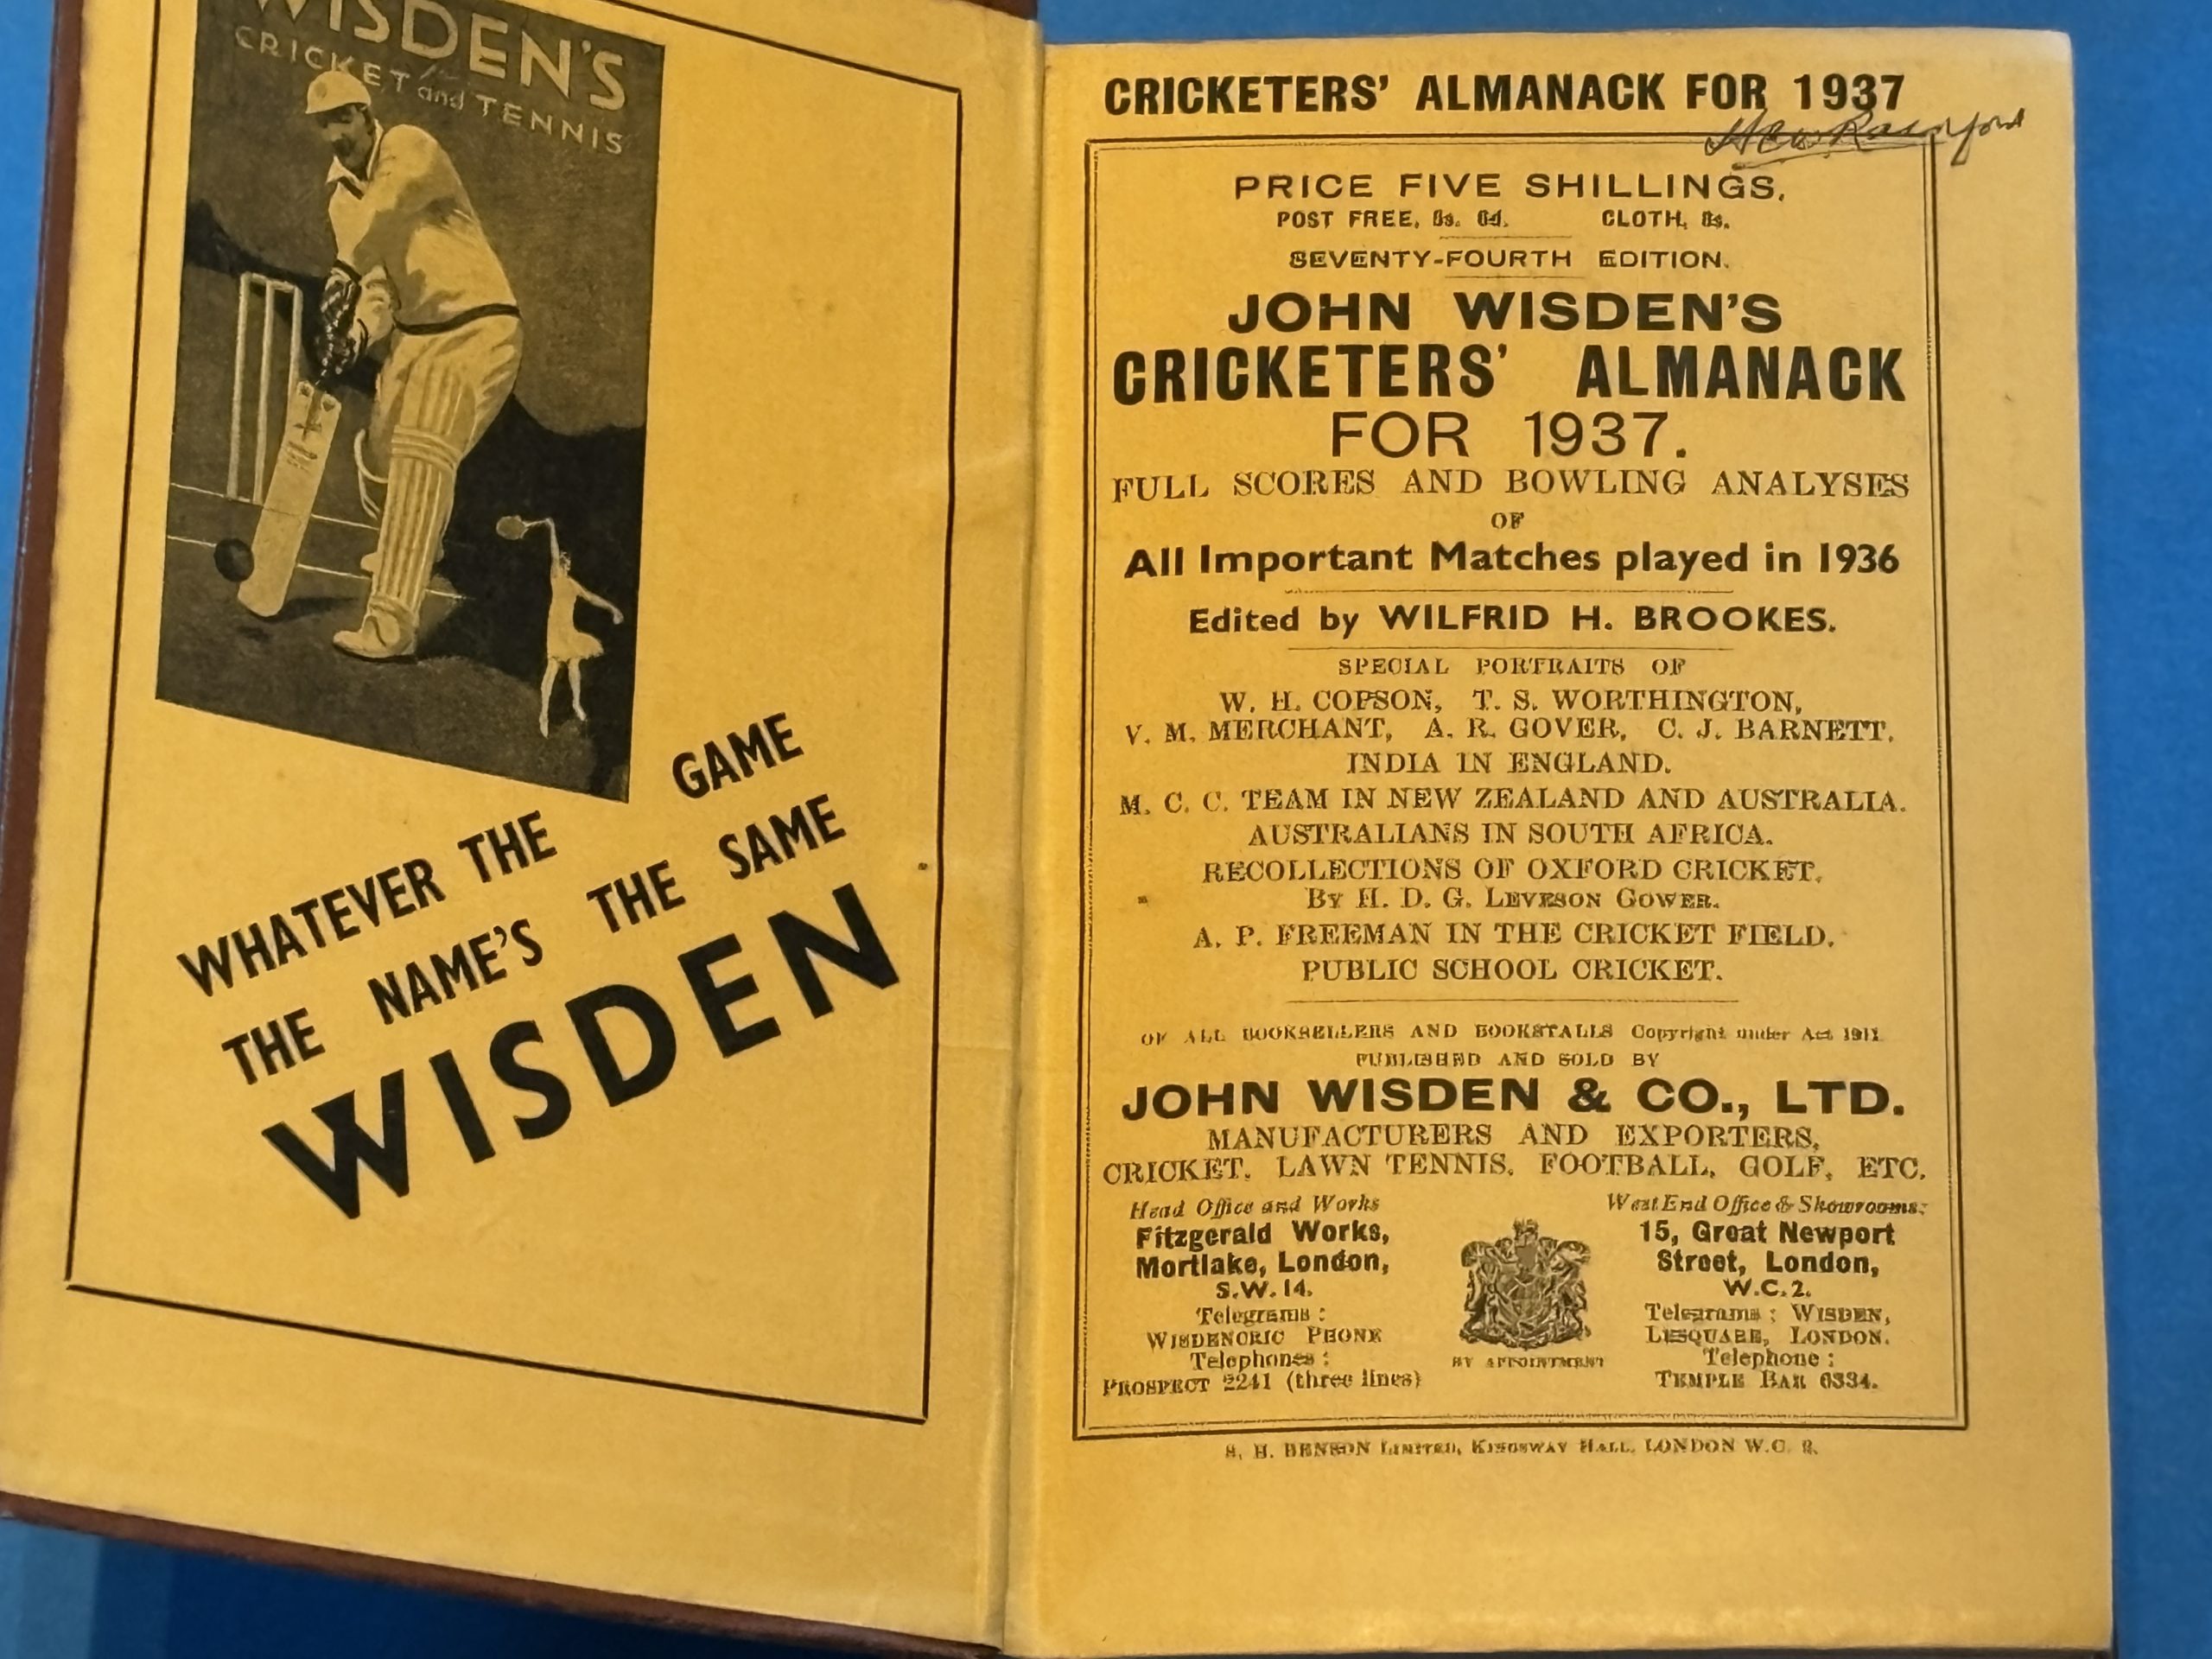 WISDEN'S
CRICKET and TENNIS
WHATEVER THE GAME
THE NAME'S THE SAME
WISDEN
CRICKETERS' ALMANACK FOR 1937
PRICE FIVE SHILLINGS.
POST FREE, 5s. 6d. CLOTH, 8s.
SEVENTY-FOURTH EDITION.
JOHN WISDEN'S
CRICKETERS' ALMANACK
FOR 1937.
FULL SCORES AND BOWLING ANALYSES
OF
All Important Matches played in 1936
Edited by WILFRID H. BROOKES.
SPECIAL PORTRAITS OF
W. H. COPSON, T. S. WORTHINGTON,
V. M. MERCHANT, A. R. GOVER, C. J. BARNETT.
INDIA IN ENGLAND.
M. C. C. TEAM IN NEW ZEALAND AND AUSTRALIA.
AUSTRALIANS IN SOUTH AFRICA.
RECOLLECTIONS OF OXFORD CRICKET.
By H. D. G. LEVESON GOWER.
A. P. FREEMAN IN THE CRICKET FIELD.
PUBLIC SCHOOL CRICKET.
OF ALL BOOKSELLERS AND BOOKSTALLS Copyright under Act 1911
PUBLISHED AND SOLD BY
JOHN WISDEN & CO., LTD.
MANUFACTURERS AND EXPORTERS,
CRICKET, LAWN TENNIS, FOOTBALL, GOLF, ETC.
Head Office and Works
Fitzgerald Works,
Mortlake, London,
S.W.14.
Telegrams:
WISDENCRIC PHONE
Telephones:
PROSPECT 2241 (three lines)
BY APPOINTMENT
West End Office & Showrooms:
15, Great Newport
Street, London,
W.C.2.
Telegrams: WISDEN,
LESQUARE, LONDON.
Telephone:
TEMPLE BAR 6334.
S. H. BENSON LIMITED, KINGSWAY HALL, LONDON W.C. 2.